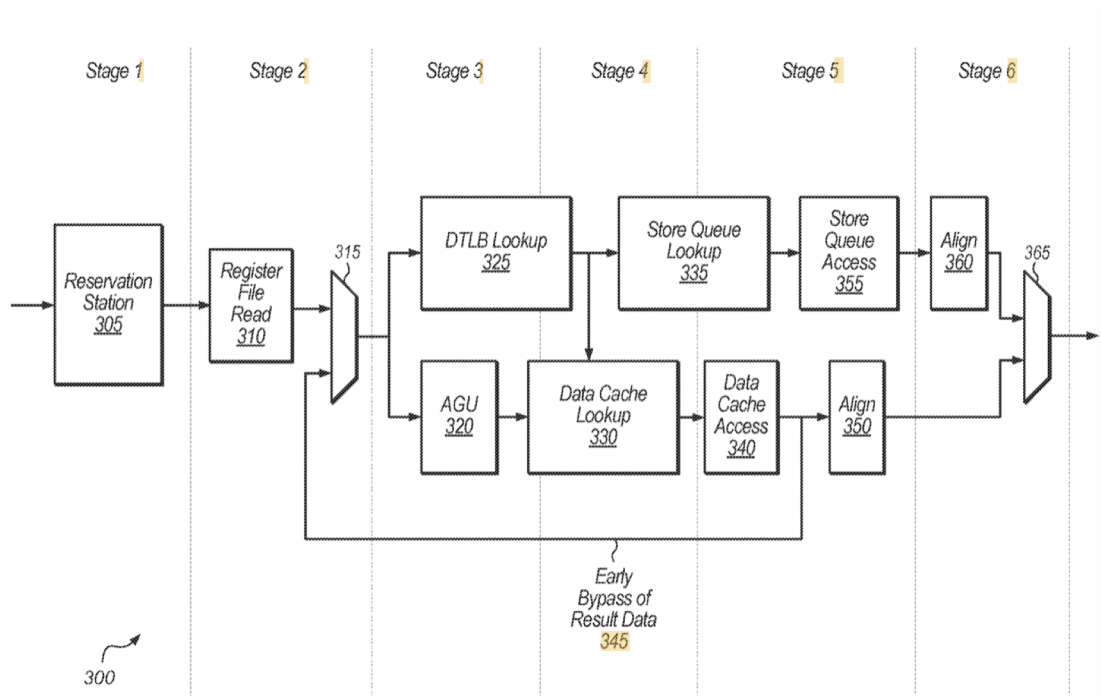 Stage 1
Stage 2
Stage 3
Stage 4
Stage 5
Stage 6
Reservation
Station
305
Register
File
Read
310
315
DTLB Lookup
325
Store Queue
Lookup
335
Store
Queue
Access
355
Align
360
365
AGU
320
Data Cache
Lookup
330
Data
Cache
Access
340
Align
350
Early
Bypass of
Result Data
345
300